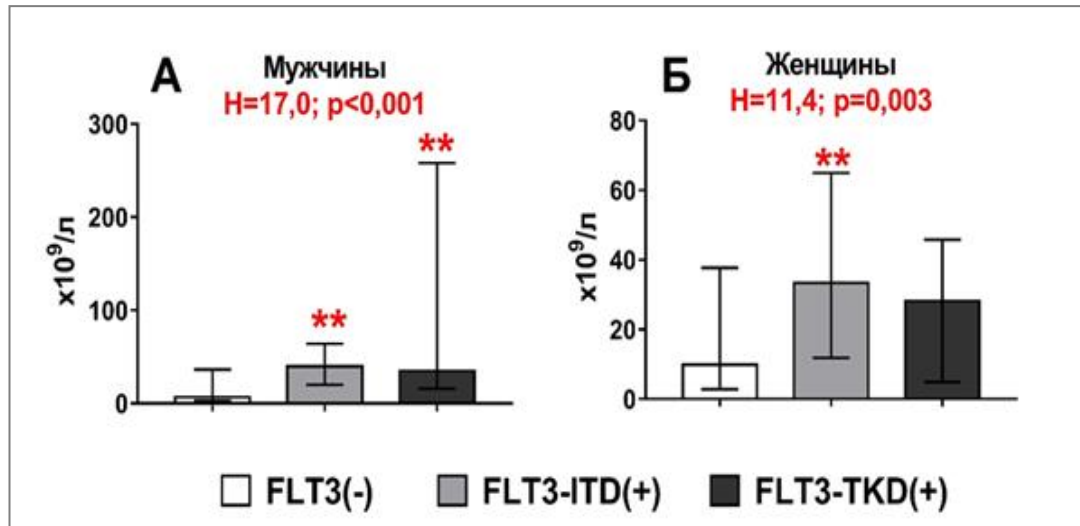 А
Мужчины
H=17,0; p<0,001
300
200
100
0
x10⁹/л
**
**
Б
Женщины
H=11,4; p=0,003
80
60
40
20
0
x10⁹/л
**
FLT3(-) FLT3-ITD(+) FLT3-TKD(+)